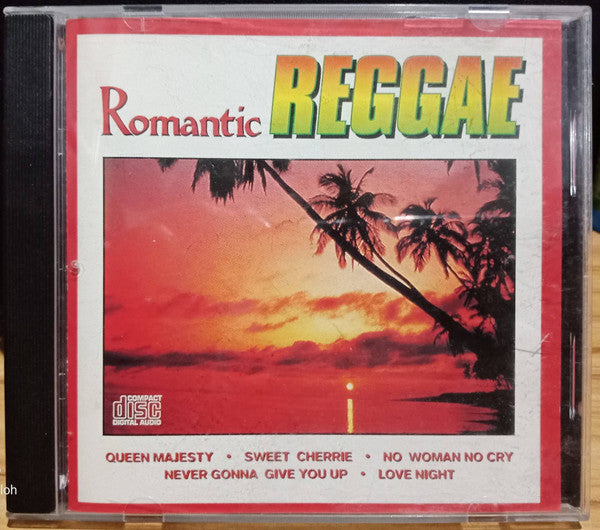 Romantic REGGAE
COMPACT
disc
DIGITAL AUDIO
QUEEN MAJESTY • SWEET CHERRIE • NO WOMAN NO CRY
NEVER GONNA GIVE YOU UP • LOVE NIGHT
loh